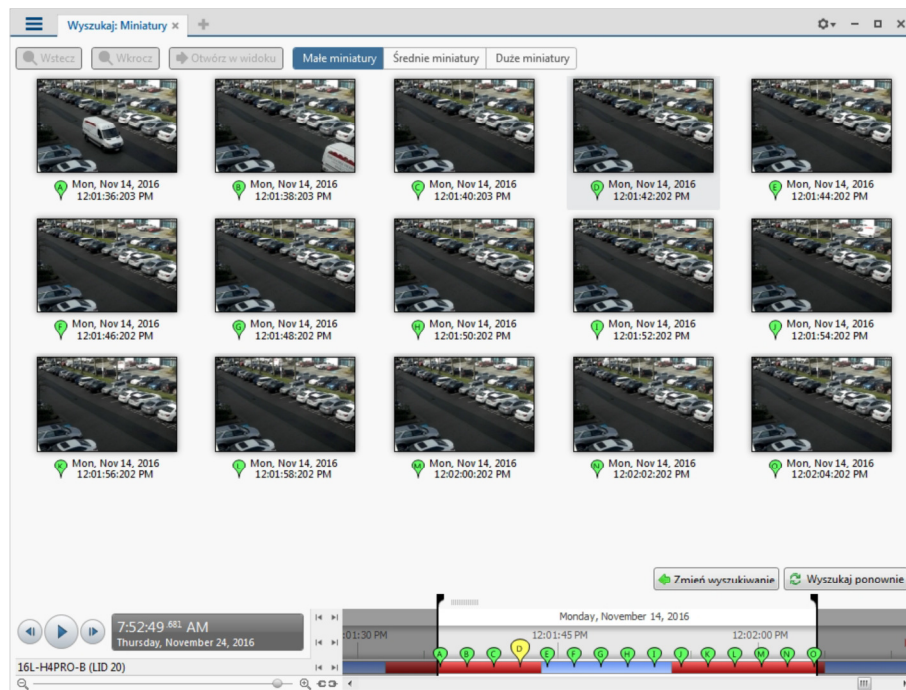 Wyszukaj: Miniatury
Wstecz Wkrocz Otwórz w widoku Małe miniatury Średnie miniatury Duże miniatury
A Mon, Nov 14, 2016 12:01:36:203 PM
B Mon, Nov 14, 2016 12:01:38:203 PM
C Mon, Nov 14, 2016 12:01:40:203 PM
D Mon, Nov 14, 2016 12:01:42:202 PM
E Mon, Nov 14, 2016 12:01:44:202 PM
F Mon, Nov 14, 2016 12:01:46:202 PM
G Mon, Nov 14, 2016 12:01:48:202 PM
H Mon, Nov 14, 2016 12:01:50:202 PM
I Mon, Nov 14, 2016 12:01:52:202 PM
J Mon, Nov 14, 2016 12:01:54:202 PM
K Mon, Nov 14, 2016 12:01:56:202 PM
L Mon, Nov 14, 2016 12:01:58:202 PM
M Mon, Nov 14, 2016 12:02:00:202 PM
N Mon, Nov 14, 2016 12:02:02:202 PM
O Mon, Nov 14, 2016 12:02:04:202 PM
Zmień wyszukiwanie Wyszukaj ponownie
7:52:49 .681 AM
Thursday, November 24, 2016
Monday, November 14, 2016
:01:30 PM 12:01:45 PM 12:02:00 PM
A B C D E F G H I J K L M N O
16L-H4PRO-B (LID 20)